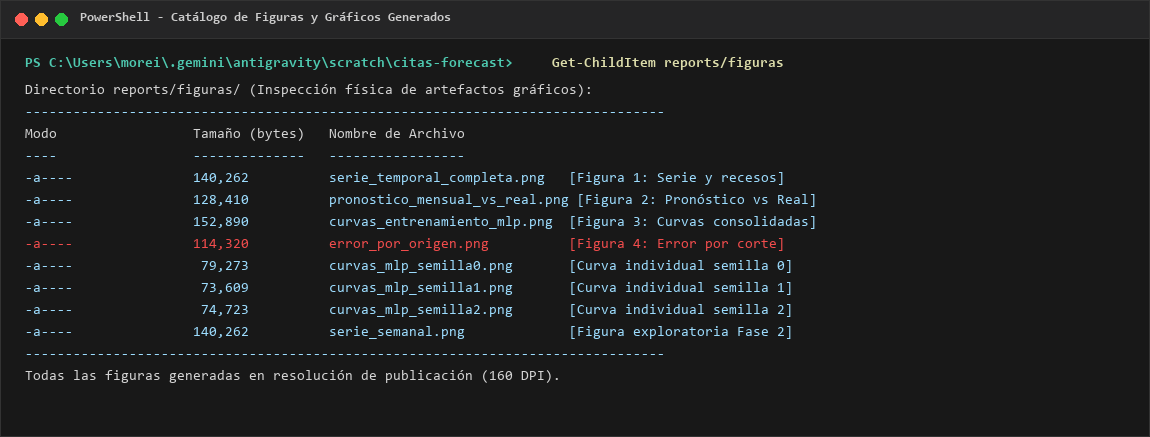 PowerShell - Catálogo de Figuras y Gráficos Generados
PS C:\Users\morei\.gemini\antigravity\scratch\citas-forecast> Get-ChildItem reports/figuras
Directorio reports/figuras/ (Inspección física de artefactos gráficos):
--------------------------------------------------------------------------------
Modo Tamaño (bytes) Nombre de Archivo
---- -------------- -----------------
-a---- 140,262 serie_temporal_completa.png [Figura 1: Serie y recesos]
-a---- 128,410 pronostico_mensual_vs_real.png [Figura 2: Pronóstico vs Real]
-a---- 152,890 curvas_entrenamiento_mlp.png [Figura 3: Curvas consolidadas]
-a---- 114,320 error_por_origen.png [Figura 4: Error por corte]
-a---- 79,273 curvas_mlp_semilla0.png [Curva individual semilla 0]
-a---- 73,609 curvas_mlp_semilla1.png [Curva individual semilla 1]
-a---- 74,723 curvas_mlp_semilla2.png [Curva individual semilla 2]
-a---- 140,262 serie_semanal.png [Figura exploratoria Fase 2]
--------------------------------------------------------------------------------
Todas las figuras generadas en resolución de publicación (160 DPI).